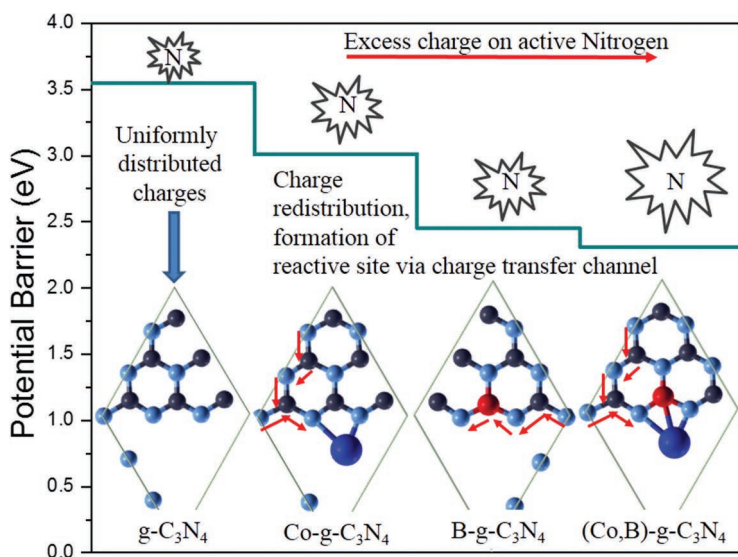 Potential Barrier (eV)
4.0
3.5
3.0
2.5
2.0
1.5
1.0
0.5
0.0
N
Excess charge on active Nitrogen
N
N
N
Uniformly
distributed
charges
Charge
redistribution,
formation of
reactive site via charge transfer channel
g-C₃N₄
Co-g-C₃N₄
B-g-C₃N₄
(Co,B)-g-C₃N₄